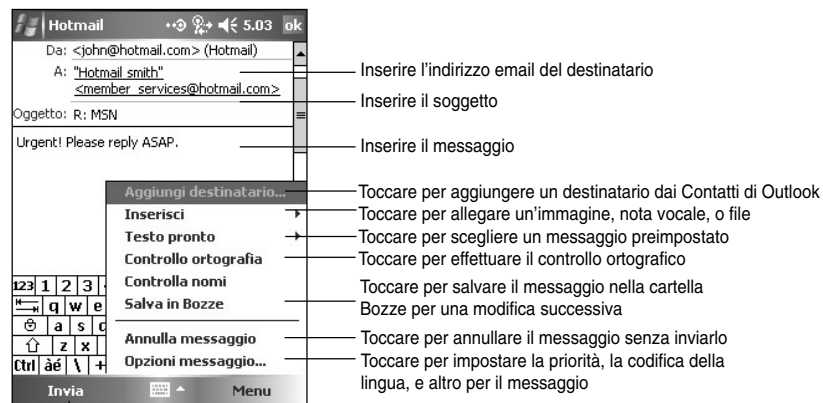 Hotmail 5.03 ok
Da: <john@hotmail.com> (Hotmail)
A: "Hotmail smith"
<member_services@hotmail.com>
Oggetto: R: MSN
Urgent! Please reply ASAP.
Aggiungi destinatario...
Inserisci
Testo pronto
Controllo ortografia
Controlla nomi
Salva in Bozze
Annulla messaggio
Opzioni messaggio...
123 1 2 3
q w e
a s d
z x
Ctrl àé \ +
Invia Menu
Inserire l'indirizzo email del destinatario
Inserire il soggetto
Inserire il messaggio
Toccare per aggiungere un destinatario dai Contatti di Outlook
Toccare per allegare un'immagine, nota vocale, o file
Toccare per scegliere un messaggio preimpostato
Toccare per effettuare il controllo ortografico
Toccare per salvare il messaggio nella cartella
Bozze per una modifica successiva
Toccare per annullare il messaggio senza inviarlo
Toccare per impostare la priorità, la codifica della
lingua, e altro per il messaggio